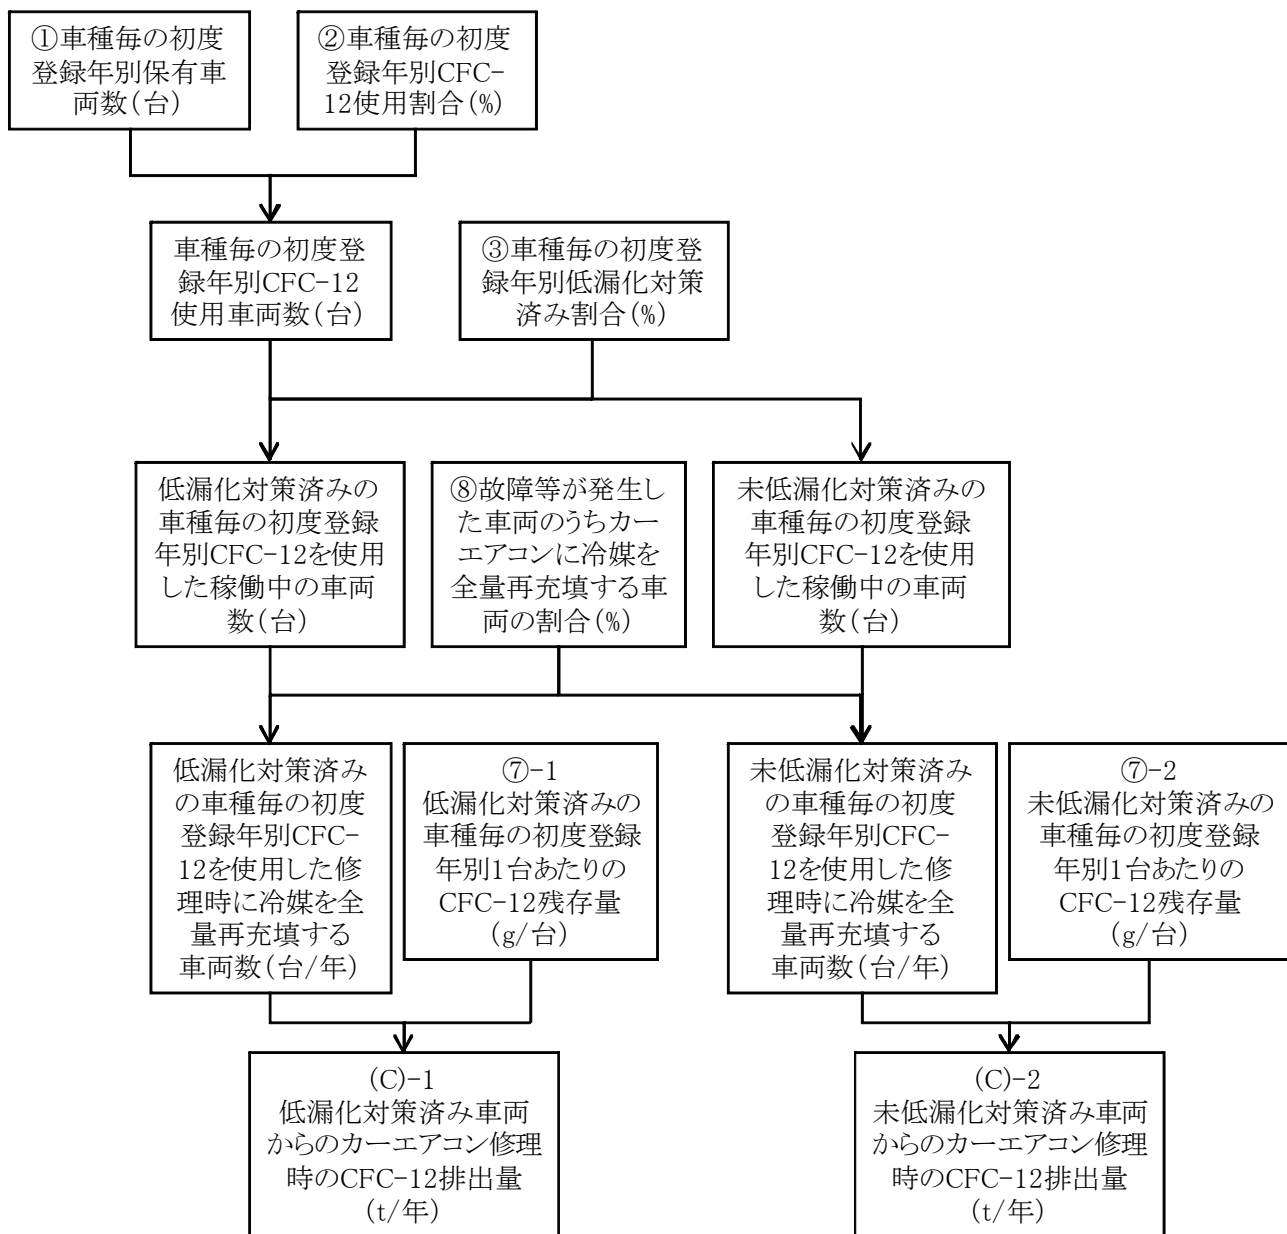 ①車種毎の初度
登録年別保有車
両数(台)
②車種毎の初度
登録年別CFC-
12使用割合(%)
車種毎の初度登
録年別CFC-12
使用車両数(台)
③車種毎の初度登
録年別低漏化対策
済み割合(%)
低漏化対策済みの
車種毎の初度登録
年別CFC-12を使用
した稼働中の車両
数(台)
⑧故障等が発生し
た車両のうちカー
エアコンに冷媒を
全量再充填する車
両の割合(%)
未低漏化対策済みの
車種毎の初度登録
年別CFC-12を使用
した稼働中の車両
数(台)
低漏化対策済み
の車種毎の初度
登録年別CFC-
12を使用した修
理時に冷媒を全
量再充填する
車両数(台/年)
⑦-1
低漏化対策済みの
車種毎の初度登録
年別1台あたりの
CFC-12残存量
(g/台)
未低漏化対策済み
の車種毎の初度
登録年別CFC-
12を使用した修
理時に冷媒を全
量再充填する
車両数(台/年)
⑦-2
未低漏化対策済みの
車種毎の初度登録
年別1台あたりの
CFC-12残存量
(g/台)
(C)-1
低漏化対策済み車両
からのカーエアコン修理
時のCFC-12排出量
(t/年)
(C)-2
未低漏化対策済み車両
からのカーエアコン修理
時のCFC-12排出量
(t/年)